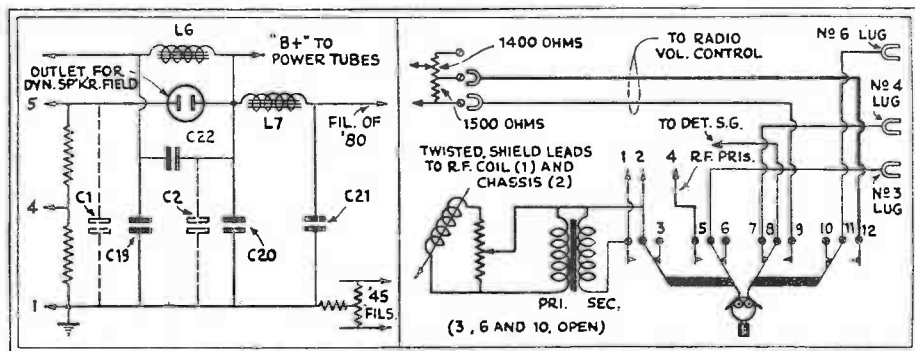 L6
"B+" TO
POWER TUBES
OUTLET FOR
DYN. SP'KR. FIELD
5
C22
L7
FIL. OF
'80
4
C1
C2
C21
C19
C20
1
'45
FILS.
1400 OHMS
1500 OHMS
TO RADIO
VOL. CONTROL
Nº 6 LUG
Nº 4
LUG
TO DET. S.G.
R.F. PRIS.
Nº 3
LUG
TWISTED, SHIELD LEADS
TO R.F. COIL (1) AND
CHASSIS (2)
1 2 4
3 5 6 7 8 9 10 11 12
PRI. SEC.
(3, 6 AND 10, OPEN)